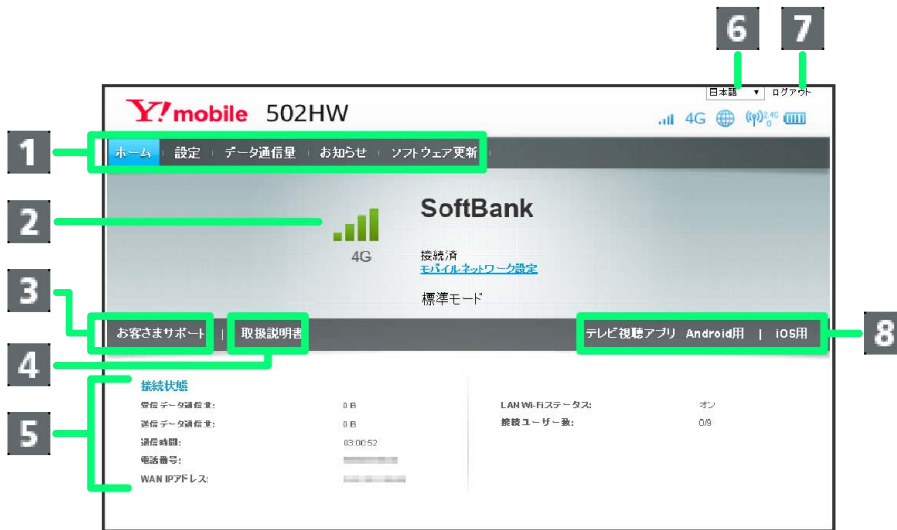 6 7
日本語 ▼ ログアウト
Y!mobile 502HW
4G 2.4G 0
1
ホーム 設定 データ通信量 お知らせ ソフトウェア更新
2
SoftBank
4G
接続済
モバイルネットワーク設定
標準モード
3
お客さまサポート | 取扱説明書 テレビ視聴アプリ Android用 | iOS用
8
4
5
接続状態
受信データ通信量: 0 B LAN Wi-Fiステータス: オン
送信データ通信量: 0 B 接続ユーザー数: 0/9
通信時間: 03:00:52
電話番号:
WAN IPアドレス: